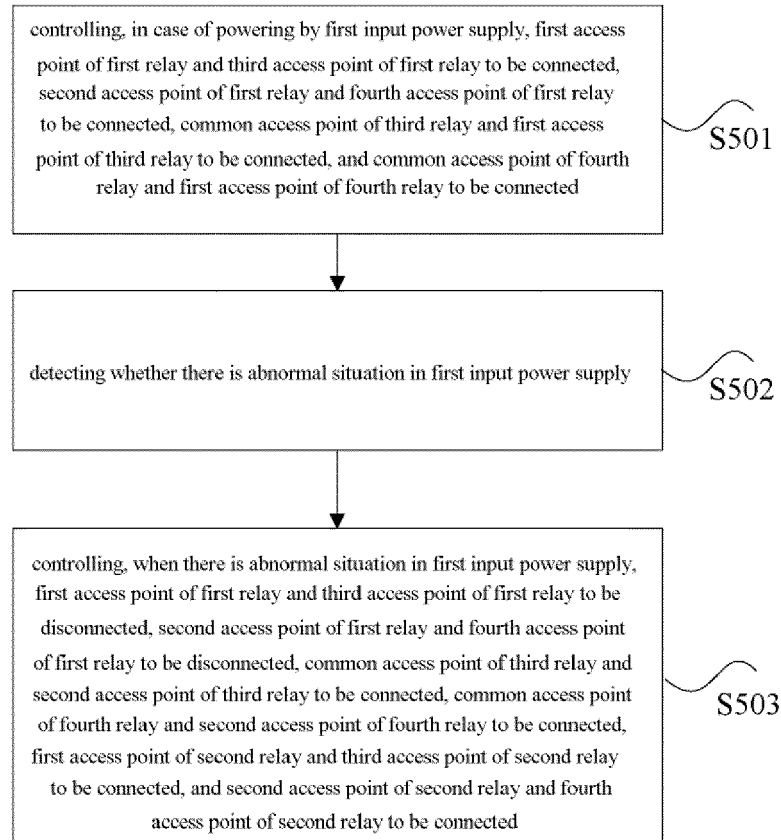 controlling, in case of powering by first input power supply, first access
point of first relay and third access point of first relay to be connected,
second access point of first relay and fourth access point of first relay
to be connected, common access point of third relay and first access
point of third relay to be connected, and common access point of fourth
relay and first access point of fourth relay to be connected
S501
detecting whether there is abnormal situation in first input power supply
S502
controlling, when there is abnormal situation in first input power supply,
first access point of first relay and third access point of first relay to be
disconnected, second access point of first relay and fourth access point
of first relay to be disconnected, common access point of third relay and
second access point of third relay to be connected, common access point
of fourth relay and second access point of fourth relay to be connected,
first access point of second relay and third access point of second relay
to be connected, and second access point of second relay and fourth
access point of second relay to be connected
S503